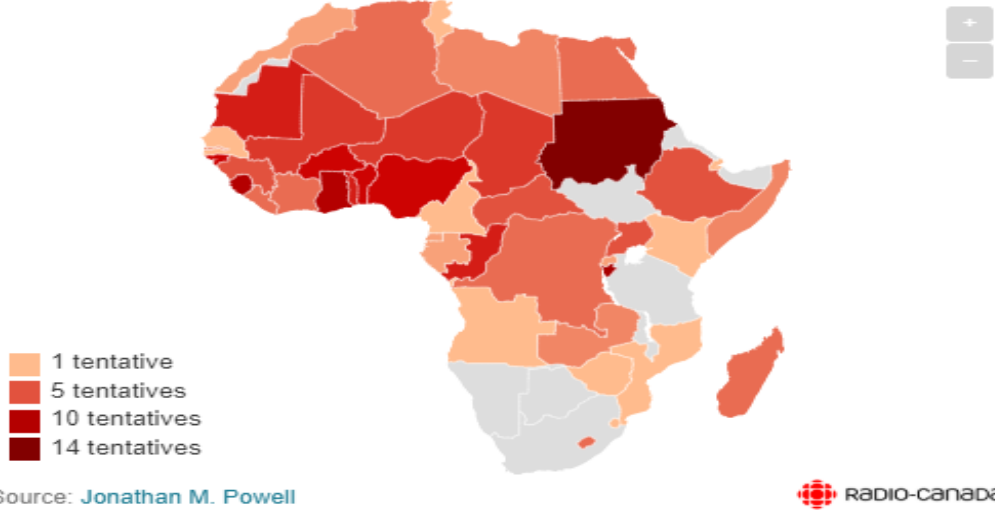 +
−
1 tentative
5 tentatives
10 tentatives
14 tentatives
Source: Jonathan M. Powell
RaDIO-CanaDa